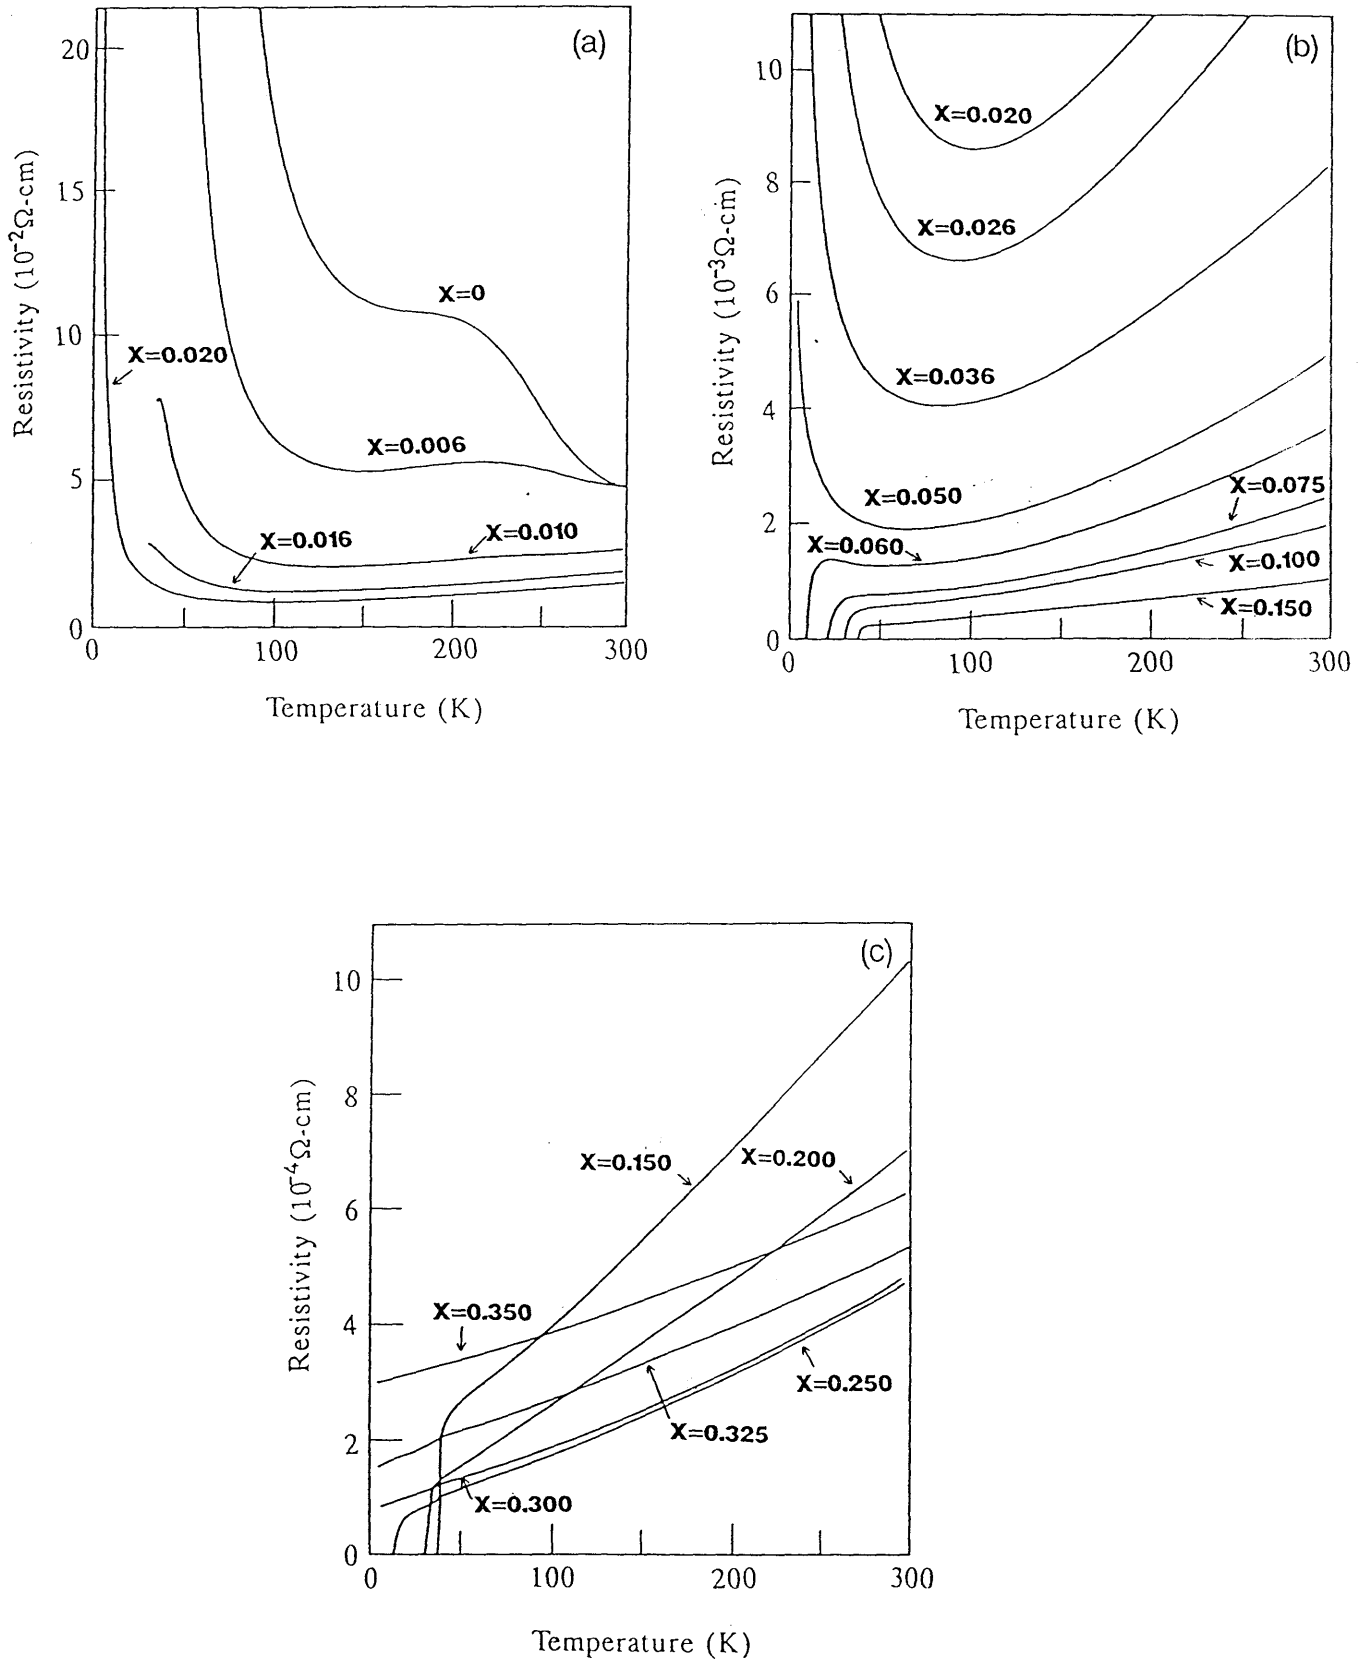 (a)
20
15
10
5
0
0 100 200 300
Resistivity (10⁻²Ω-cm)
Temperature (K)
X=0
X=0.020
X=0.006
X=0.016
X=0.010
(b)
10
8
6
4
2
0
0 100 200 300
Resistivity (10⁻³Ω-cm)
Temperature (K)
X=0.020
X=0.026
X=0.036
X=0.050
X=0.075
X=0.060
X=0.100
X=0.150
(c)
10
8
6
4
2
0
0 100 200 300
Resistivity (10⁻⁴Ω-cm)
Temperature (K)
X=0.150
X=0.200
X=0.350
X=0.250
X=0.325
X=0.300